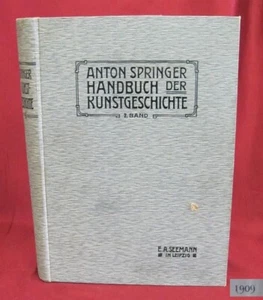 ANTON SPRINGER
HANDBUCH DER
KUNSTGESCHICHTE
I. BAND
E. A. SEEMANN
IN LEIPZIG
1909